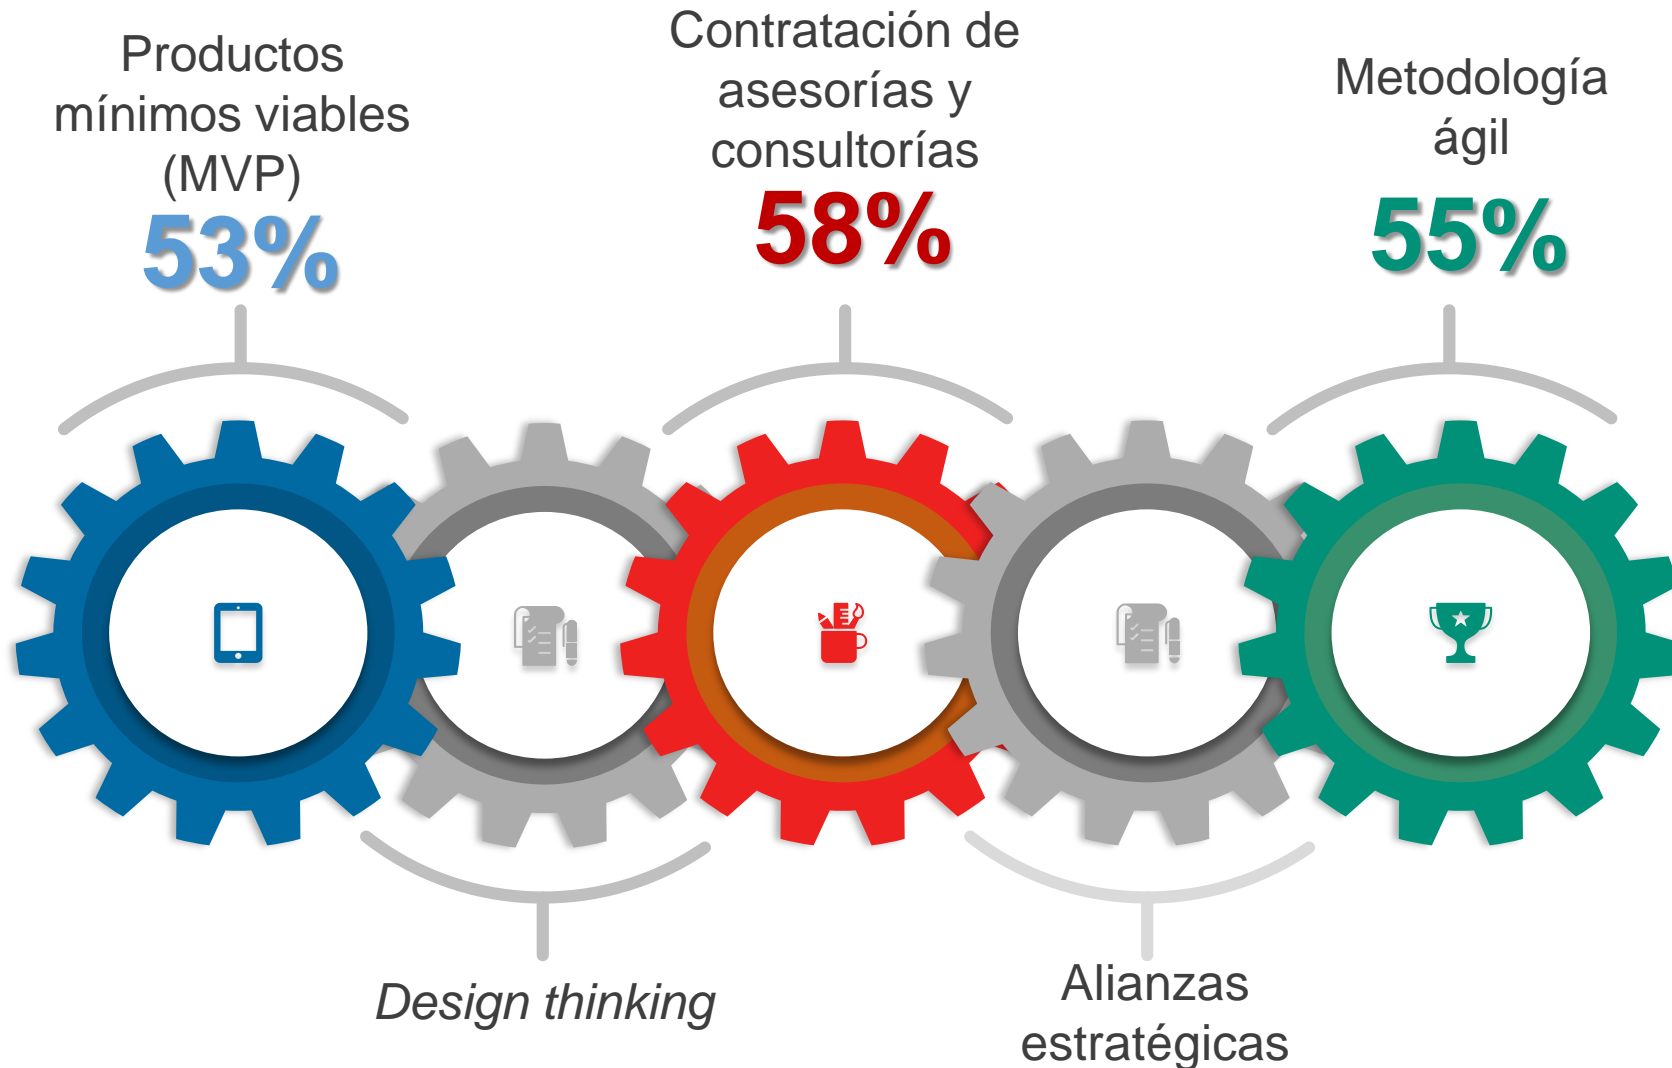 Productos
mínimos viables
(MVP)
53%
Contratación de
asesorías y
consultorías
58%
Metodología
ágil
55%
Design thinking
Alianzas
estratégicas